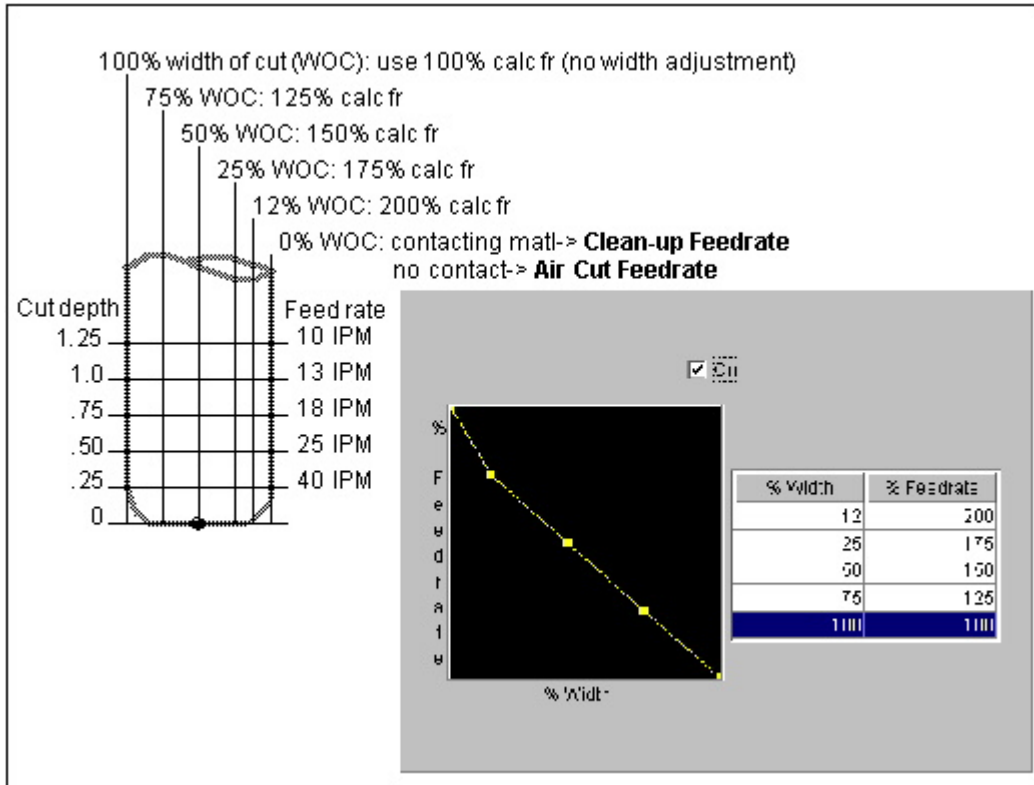 100% width of cut (WOC): use 100% calc fr (no width adjustment)
75% WOC: 125% calc fr
50% WOC: 150% calc fr
25% WOC: 175% calc fr
12% WOC: 200% calc fr
0% WOC: contacting matl-> Clean-up Feedrate
no contact-> Air Cut Feedrate
Cut depth
Feed rate
1.25
10 IPM
1.0
13 IPM
.75
18 IPM
.50
25 IPM
.25
40 IPM
0
On
% Feedrate
% Width
% Width % Feedrate
12 200
25 175
50 150
75 125
100 100